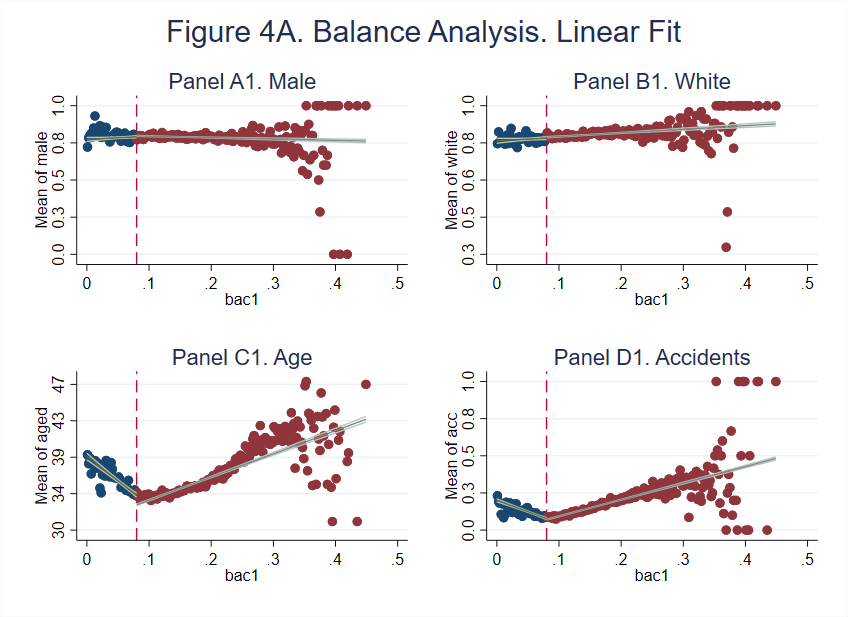 Figure 4A. Balance Analysis. Linear Fit
Panel A1. Male
Mean of male
1.0
0.8
0.5
0.3
0.0
0 .1 .2 .3 .4 .5
bac1
Panel B1. White
Mean of white
1.0
0.8
0.6
0.5
0.3
0 .1 .2 .3 .4 .5
bac1
Panel C1. Age
Mean of aged
47
43
39
34
30
0 .1 .2 .3 .4 .5
bac1
Panel D1. Accidents
Mean of acc
1.0
0.8
0.5
0.3
0.0
0 .1 .2 .3 .4 .5
bac1